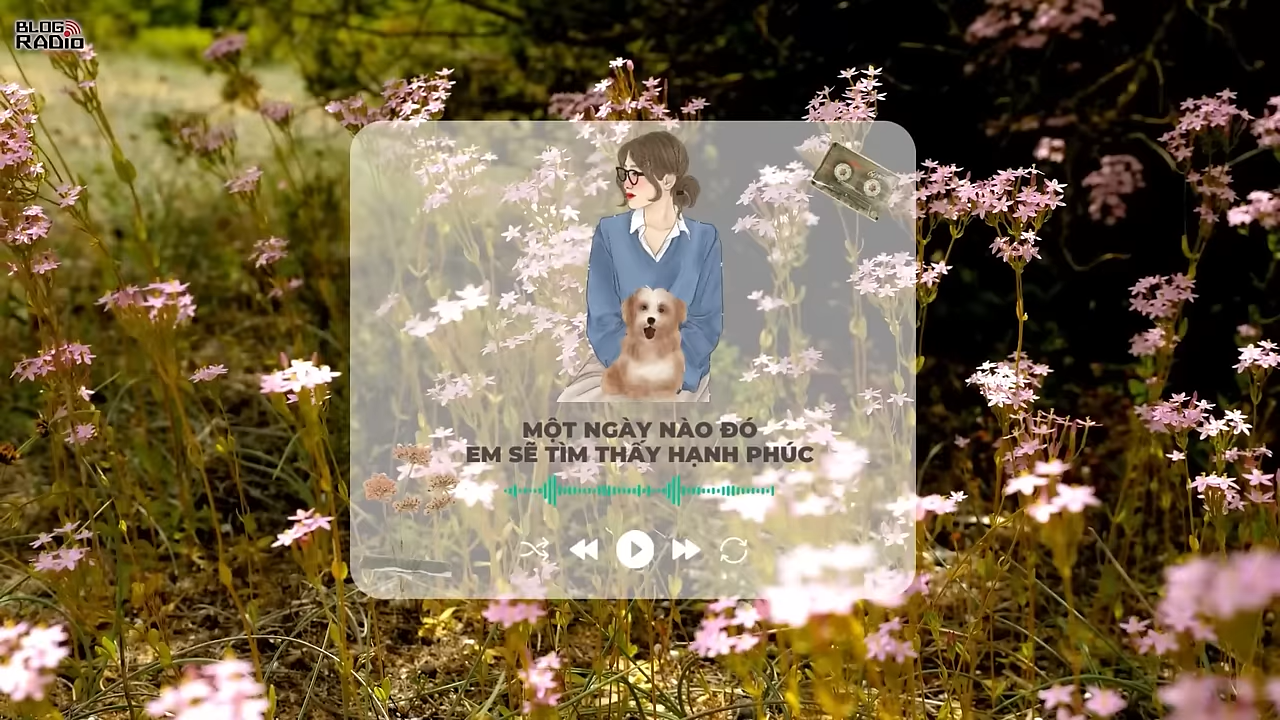 BLOG
RADIO
MỘT NGÀY NÀO ĐÓ
EM SẼ TÌM THẤY HẠNH PHÚC